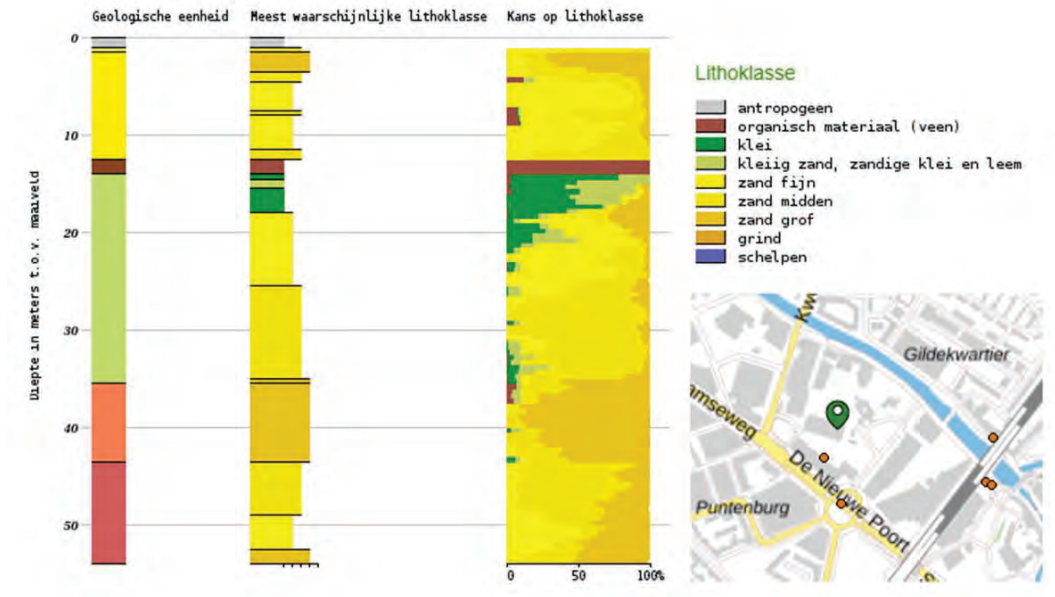 Geologische eenheid
Meest waarschijnlijke lithoklasse
Kans op lithoklasse
Diepte in meters t.o.v. maaiveld
0
10
20
30
40
50
0 50 100%
Lithoklasse
antropogeen
organisch materiaal (veen)
klei
kleiig zand, zandige klei en leem
zand fijn
zand midden
zand grof
grind
schelpen
Kw
Gildekwartier
amseweg
De Nieuwe Poort
Puntenburg
S